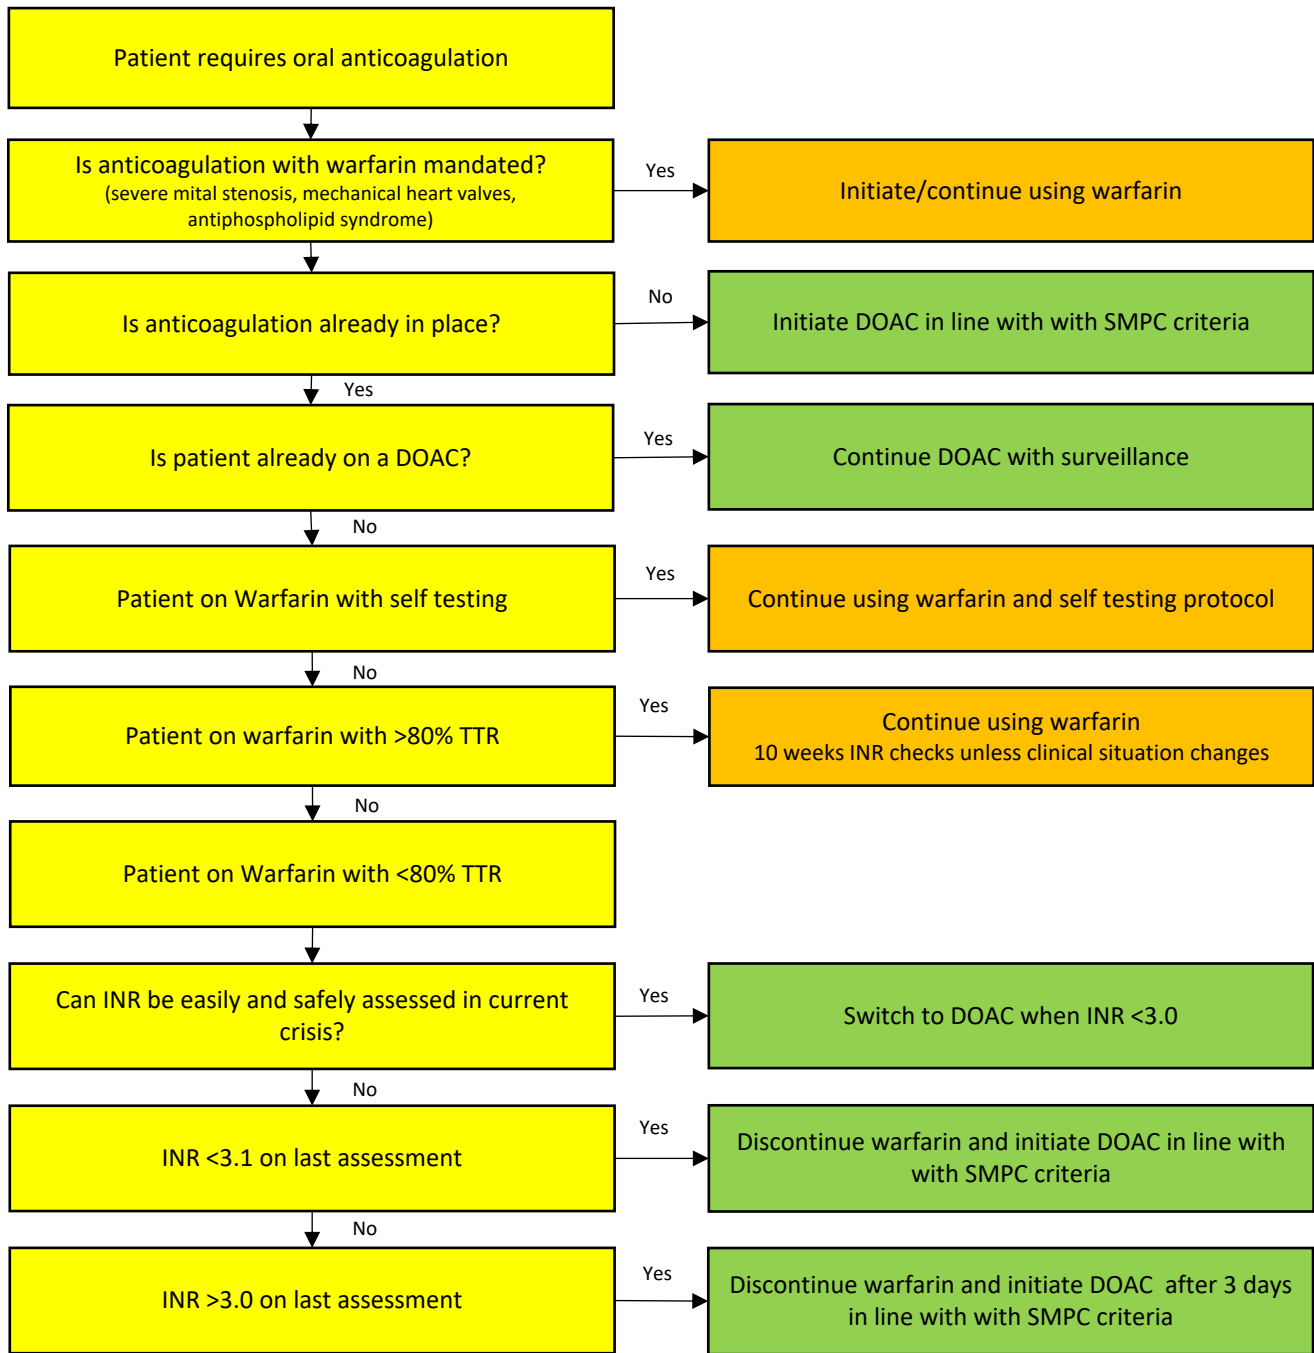 Patient requires oral anticoagulation
Is anticoagulation with warfarin mandated?
(severe mital stenosis, mechanical heart valves,
antiphospholipid syndrome)
Yes
Initiate/continue using warfarin
Is anticoagulation already in place?
No
Initiate DOAC in line with with SMPC criteria
Yes
Is patient already on a DOAC?
Yes
Continue DOAC with surveillance
No
Patient on Warfarin with self testing
Yes
Continue using warfarin and self testing protocol
No
Patient on warfarin with >80% TTR
Yes
Continue using warfarin
10 weeks INR checks unless clinical situation changes
No
Patient on Warfarin with <80% TTR
Can INR be easily and safely assessed in current
crisis?
Yes
Switch to DOAC when INR <3.0
No
INR <3.1 on last assessment
Yes
Discontinue warfarin and initiate DOAC in line with
with SMPC criteria
No
INR >3.0 on last assessment
Yes
Discontinue warfarin and initiate DOAC  after 3 days
in line with with SMPC criteria